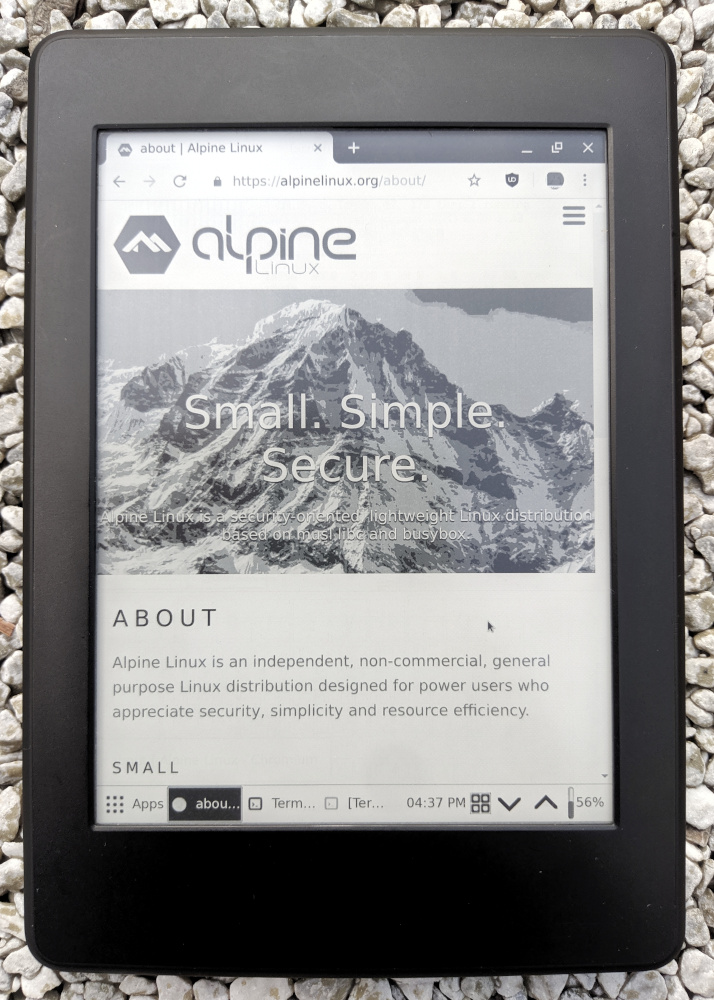 about | Alpine Linux
https://alpinelinux.org/about/
alpine
Linux
Small. Simple.
Secure.
Alpine Linux is a security-oriented, lightweight Linux distribution
based on musl libc and busybox.
ABOUT
Alpine Linux is an independent, non-commercial, general
purpose Linux distribution designed for power users who
appreciate security, simplicity and resource efficiency.
SMALL
Apps abou... Term... [Ter... 04:37 PM 56%